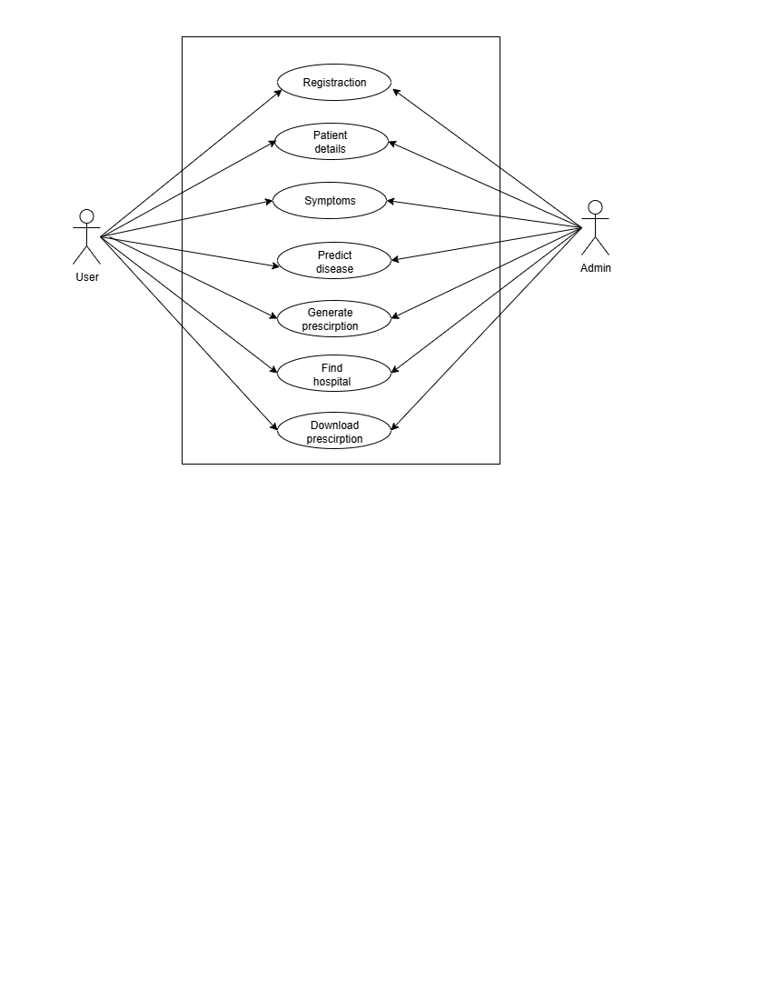 Registraction
Patient
details
Symptoms
Predict
disease
Generate
prescirption
Find
hospital
Download
prescirption
User
Admin